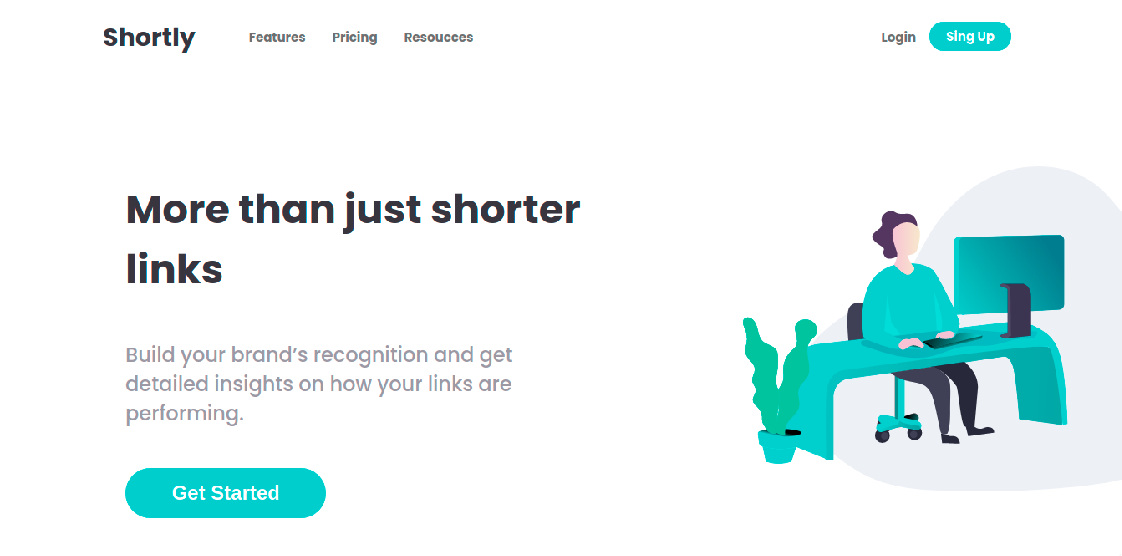 Shortly Features Pricing Resoucces Login Sing Up
More than just shorter
links
Build your brand's recognition and get
detailed insights on how your links are
performing.
Get Started